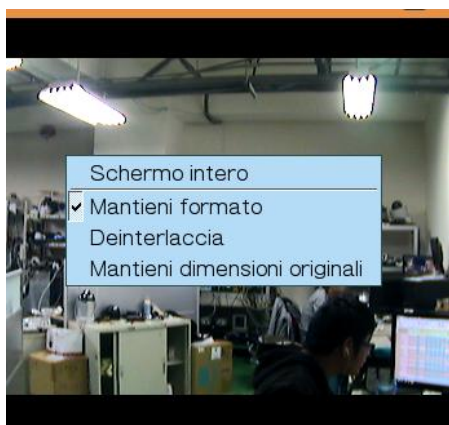 Schermo intero
Mantieni formato
Deinterlaccia
Mantieni dimensioni originali